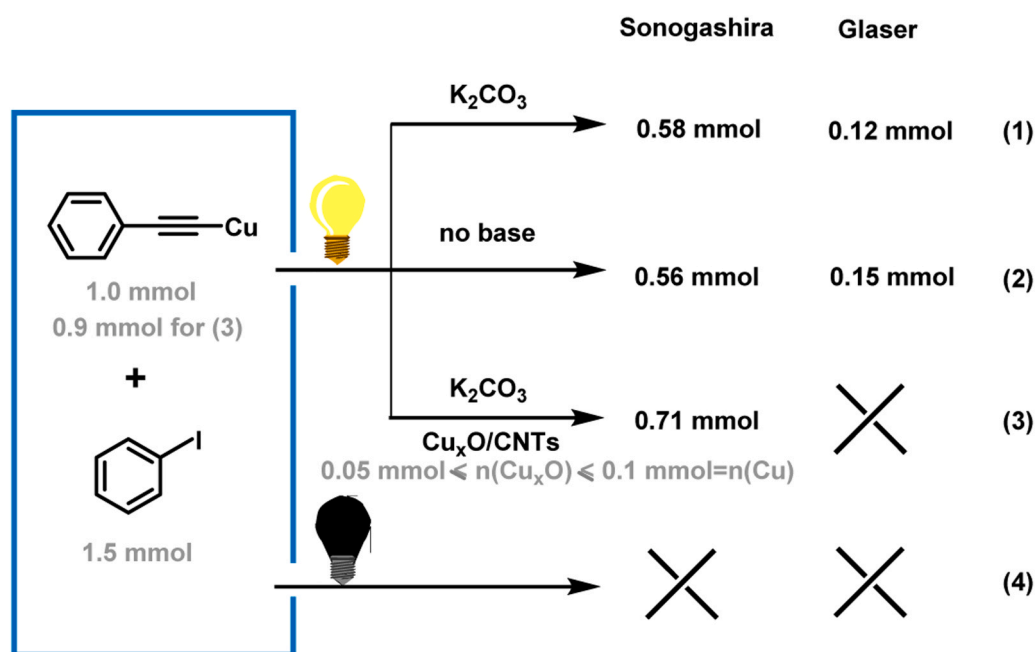 Sonogashira Glaser
K₂CO₃
0.58 mmol 0.12 mmol (1)
Cu
no base
1.0 mmol
0.56 mmol 0.15 mmol (2)
0.9 mmol for (3)
+
K₂CO₃
0.71 mmol (3)
I
CuₓO/CNTs
0.05 mmol ⩽ n(CuₓO) ⩽ 0.1 mmol=n(Cu)
1.5 mmol
(4)